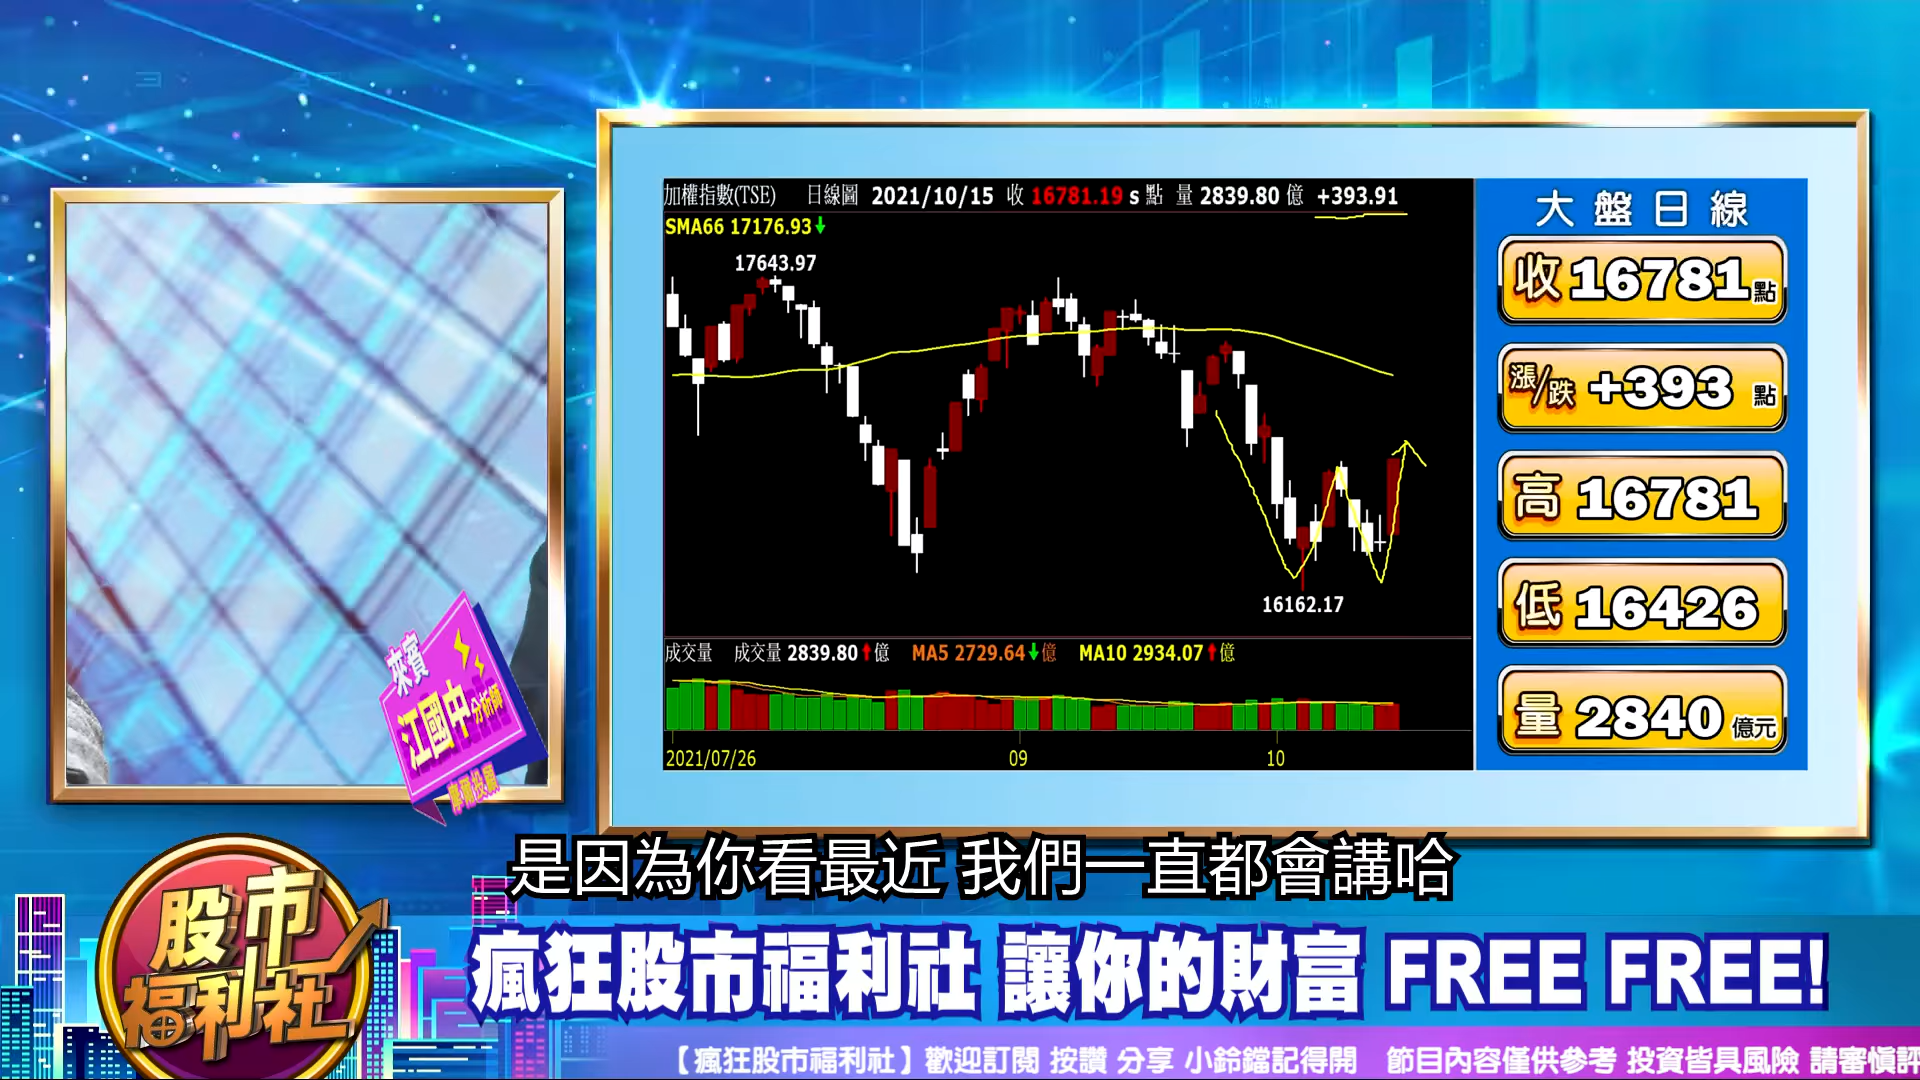 加權指數(TSE) 日線圖 2021/10/15 收 16781.19 s 點 量 2839.80 億 +393.91
SMA66 17176.93↓
17643.97
16162.17
成交量 成交量 2839.80↑億 MA5 2729.64↓億 MA10 2934.07↑億
2021/07/26 09 10
大盤日線
收 16781 點
漲/跌 +393 點
高 16781
低 16426
量 2840 億元
來賓
江國中 分析師
摩爾投顧
是因為你看最近 我們一直都會講哈
股市
福利社
瘋狂股市福利社 讓你的財富 FREE FREE!
【瘋狂股市福利社】歡迎訂閱 按讚 分享 小鈴鐺記得開 節目內容僅供參考 投資皆具風險 請審慎評